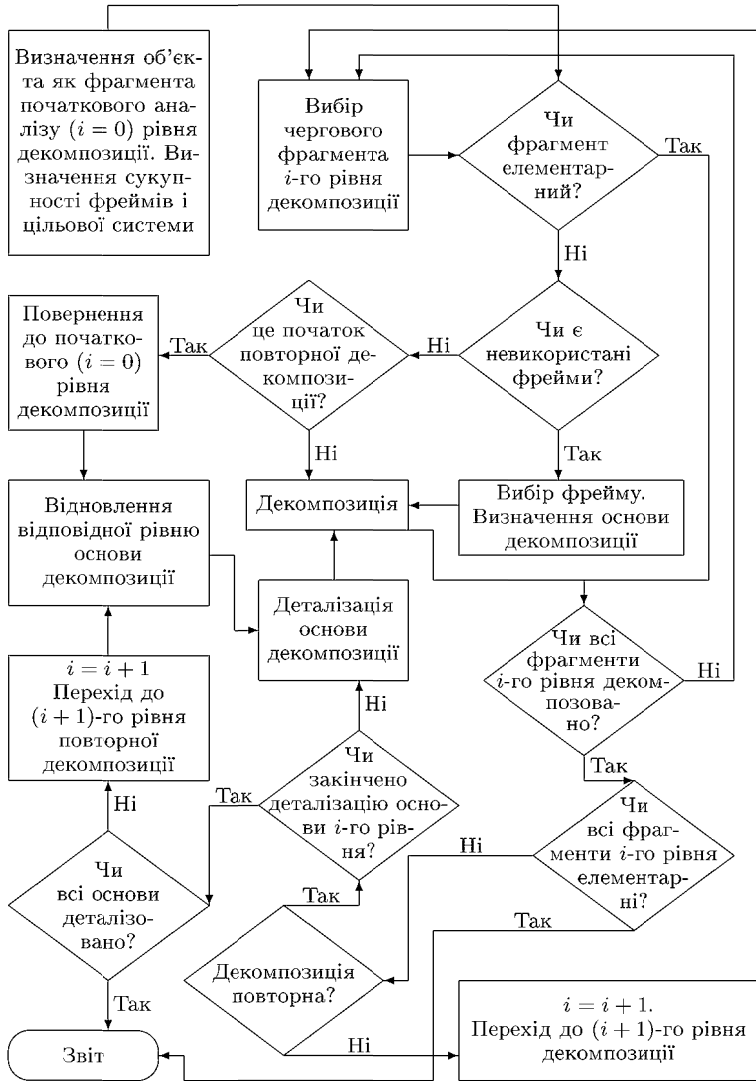 Визначення об’єк-
та як фрагмента
початкового ана-
лізу (i = 0) рівня
декомпозиції. Ви-
значення сукуп-
ності фреймів і
цільової системи
Вибір
чергового
фрагмента
i-го рівня
декомпозиції
Чи
фрагмент
елементар-
ний?
Так
Ні
Повернення
до початко-
вого (i = 0)
рівня
декомпозиції
Так
Чи
це початок
повторної де-
компози-
ції?
Ні
Чи є
невикористані
фрейми?
Ні
Так
Відновлення
відповідної рівню
основи
декомпозиції
Декомпозиція
Вибір фрейму.
Визначення основи
декомпозиції
Деталізація
основи
декомпозиції
Чи всі
фрагменти
i-го рівня деком-
позова-
но?
Ні
Так
i = i + 1
Перехід до
(i + 1)-го рівня
повторної
декомпозиції
Ні
Ні
Чи
закінчено
деталізацію осно-
ви i-го рів-
ня?
Так
Так
Чи
всі фраг-
менти i-го рівня
елементар-
ні?
Ні
Так
Чи
всі основи
деталізо-
вано?
Так
Декомпозиція
повторна?
Ні
i = i + 1.
Перехід до (i + 1)-го рівня
декомпозиції
Звіт